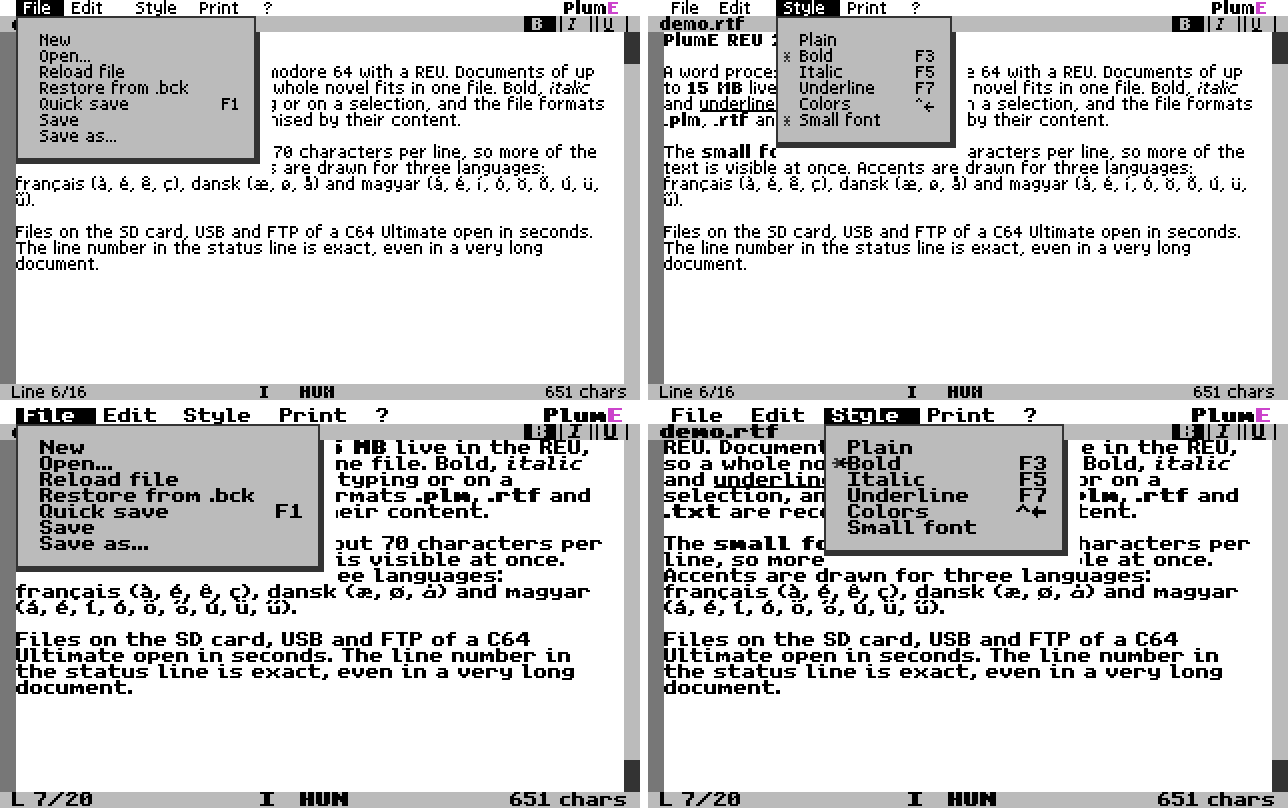 File Edit Style Print ? PlumE
B I U
New
Open...
Reload file
Restore from .bck
Quick save F1
Save
Save as...
modore 64 with a REU. Documents of up
whole novel fits in one file. Bold, italic
or on a selection, and the file formats
nised by their content.
70 characters per line, so more of the
are drawn for three languages:
français (à, é, ê, ç), dansk (æ, ø, å) and magyar (á, é, í, ó, ö, ő, ú, ü,
ű).
Files on the SD card, USB and FTP of a C64 Ultimate open in seconds.
The line number in the status line is exact, even in a very long
document.
Line 6/16 I HUN 651 chars
File Edit Style Print ? PlumE
demo.rtf B I U
PlumE REU
Plain
* Bold F3
Italic F5
Underline F7
Colors ^←
* Small font
A word proce 64 with a REU. Documents of up
to 15 MB live novel fits in one file. Bold, italic
and underline a selection, and the file formats
.plm, .rtf an by their content.
The small fo aracters per line, so more of the
text is visible at once. Accents are drawn for three languages:
français (à, é, ê, ç), dansk (æ, ø, å) and magyar (á, é, í, ó, ö, ő, ú, ü,
ű).
Files on the SD card, USB and FTP of a C64 Ultimate open in seconds.
The line number in the status line is exact, even in a very long
document.
Line 6/16 I HUN 651 chars
File Edit Style Print ? PlumE
B I U
New
Open...
Reload file
Restore from .bck
Quick save F1
Save
Save as...
MB live in the REU,
ne file. Bold, italic
typing or on a
rmats .plm, .rtf and
eir content.
out 70 characters per
is visible at once.
ee languages:
français (à, é, ê, ç), dansk (æ, ø, å) and magyar
(á, é, í, ó, ö, ő, ú, ü, ű).
Files on the SD card, USB and FTP of a C64
Ultimate open in seconds. The line number in
the status line is exact, even in a very long
document.
L 7/20 I HUN 651 chars
File Edit Style Print ? PlumE
demo.rtf B I U
Plain
*Bold F3
Italic F5
Underline F7
Colors ^←
Small font
REU. Document e in the REU,
so a whole no Bold, italic
and underlin or on a
selection, an plm, .rtf and
.txt are rec tent.
The small fo haracters per
line, so more le at once.
Accents are drawn for three languages:
français (à, é, ê, ç), dansk (æ, ø, å) and magyar
(á, é, í, ó, ö, ő, ú, ü, ű).
Files on the SD card, USB and FTP of a C64
Ultimate open in seconds. The line number in
the status line is exact, even in a very long
document.
L 7/20 I HUN 651 chars